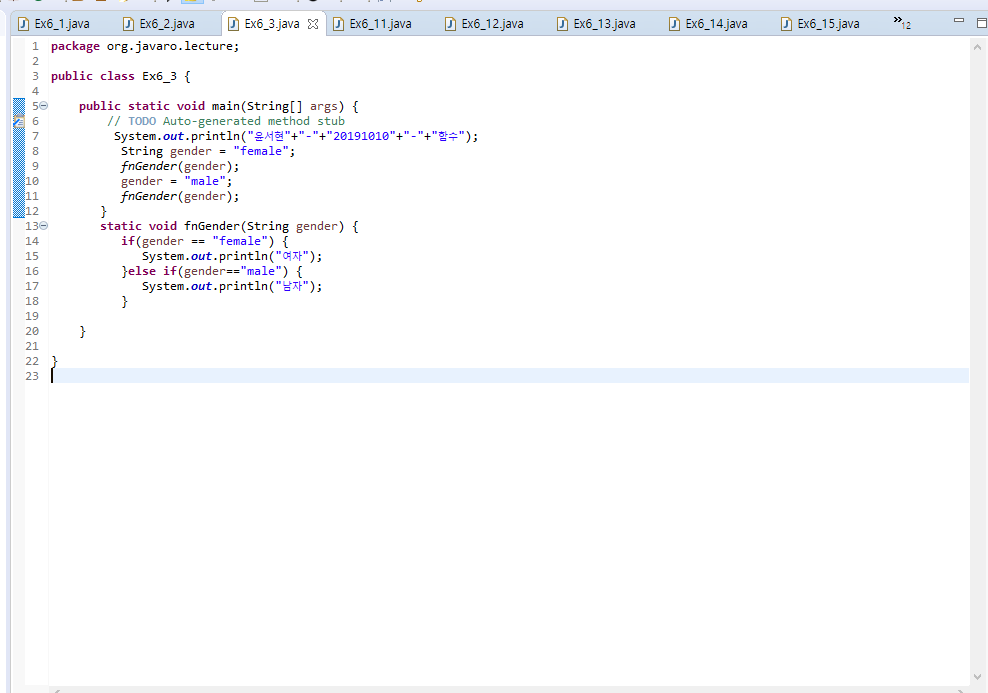 Ex6_1.java Ex6_2.java Ex6_3.java Ex6_11.java Ex6_12.java Ex6_13.java Ex6_14.java Ex6_15.java »12
1 package org.javaro.lecture;
2
3 public class Ex6_3 {
4
5 public static void main(String[] args) {
6 // TODO Auto-generated method stub
7 System.out.println("윤서현"+"-"+"20191010"+"-"+"함수");
8 String gender = "female";
9 fnGender(gender);
10 gender = "male";
11 fnGender(gender);
12 }
13 static void fnGender(String gender) {
14 if(gender == "female") {
15 System.out.println("여자");
16 }else if(gender=="male") {
17 System.out.println("남자");
18 }
19
20 }
21
22 }
23